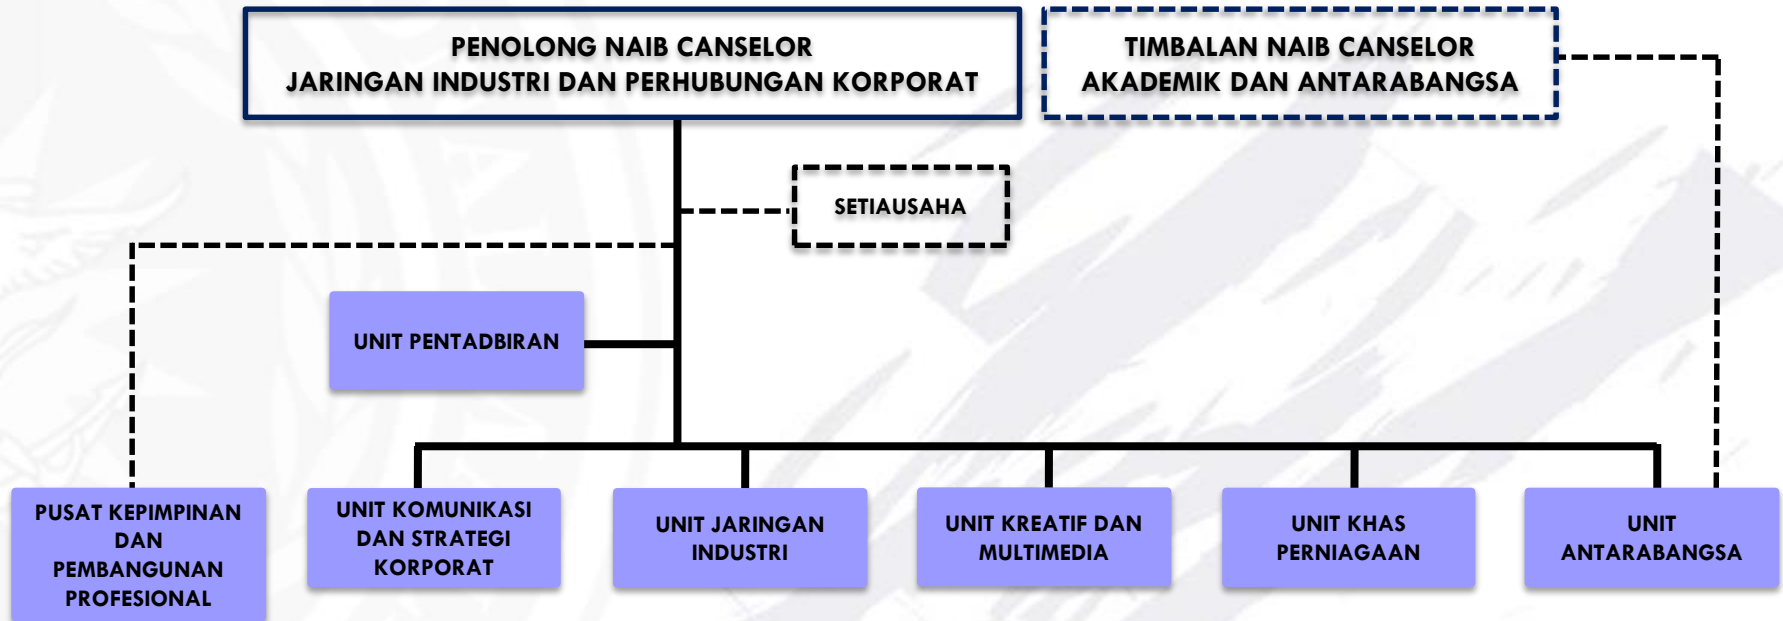 PENOLONG NAIB CANSELOR
JARINGAN INDUSTRI DAN PERHUBUNGAN KORPORAT
TIMBALAN NAIB CANSELOR
AKADEMIK DAN ANTARABANGSA
SETIAUSAHA
UNIT PENTADBIRAN
PUSAT KEPIMPINAN
DAN
PEMBANGUNAN
PROFESIONAL
UNIT KOMUNIKASI
DAN STRATEGI
KORPORAT
UNIT JARINGAN
INDUSTRI
UNIT KREATIF DAN
MULTIMEDIA
UNIT KHAS
PERNIAGAAN
UNIT
ANTARABANGSA